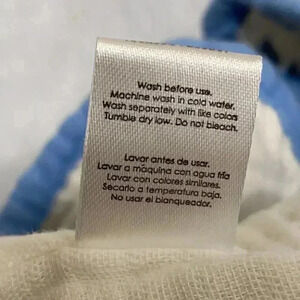 Wash before use.
Machine wash in cold water.
Wash separately with like colors
Tumble dry low. Do not bleach.
Lavar antes de usar.
Lavar a máquina con agua fría
Lavar con colores similares.
Secarlo a temperatura baja.
No usar el blanqueador.